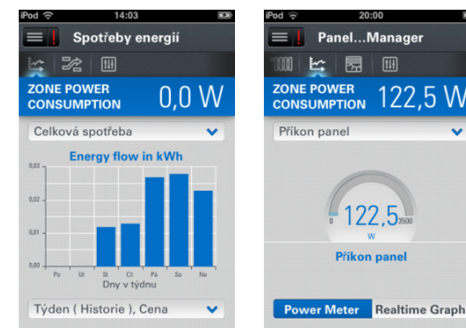 iPod 14:03
Spotřeby energií
ZONE POWER
CONSUMPTION 0,0 W
Celková spotřeba
Energy flow in kWh
0,03
0,02
0,01
0,00
Po Út St Čt Pá So Ne
Dny v týdnu
Týden ( Historie ), Cena
iPod 20:00
Panel...Manager
ZONE POWER
CONSUMPTION 122,5 W
Příkon panel
0 122,5 3500
W
Příkon panel
Power Meter Realtime Graph